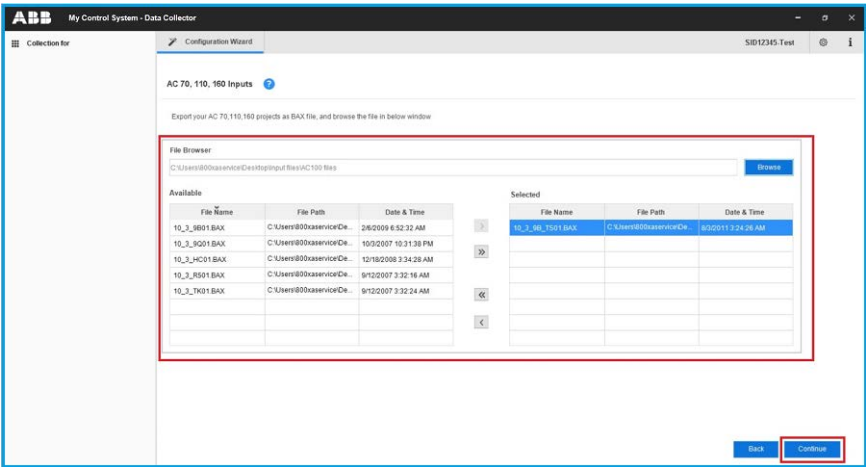 ABB My Control System - Data Collector
Collection for
Configuration Wizard
SID12345-Test
AC 70, 110, 160 Inputs ?
Export your AC 70,110,160 projects as BAX file, and browse the file in below window
File Browser
C:\Users\800xaservice\Desktop\Input files\AC100 files
Browse
Available
Selected
File Name File Path Date & Time
File Name File Path Date & Time
10_3_9B01.BAX C:\Users\800xaservice\De... 2/6/2009 6:52:32 AM
10_3_9B_TS01.BAX C:\Users\800xaservice\De... 8/3/2011 3:24:26 AM
10_3_9Q01.BAX C:\Users\800xaservice\De... 10/3/2007 10:31:38 PM
10_3_HC01.BAX C:\Users\800xaservice\De... 12/18/2008 3:34:28 AM
10_3_RS01.BAX C:\Users\800xaservice\De... 9/12/2007 3:32:16 AM
10_3_TK01.BAX C:\Users\800xaservice\De... 9/12/2007 3:32:24 AM
Back
Continue